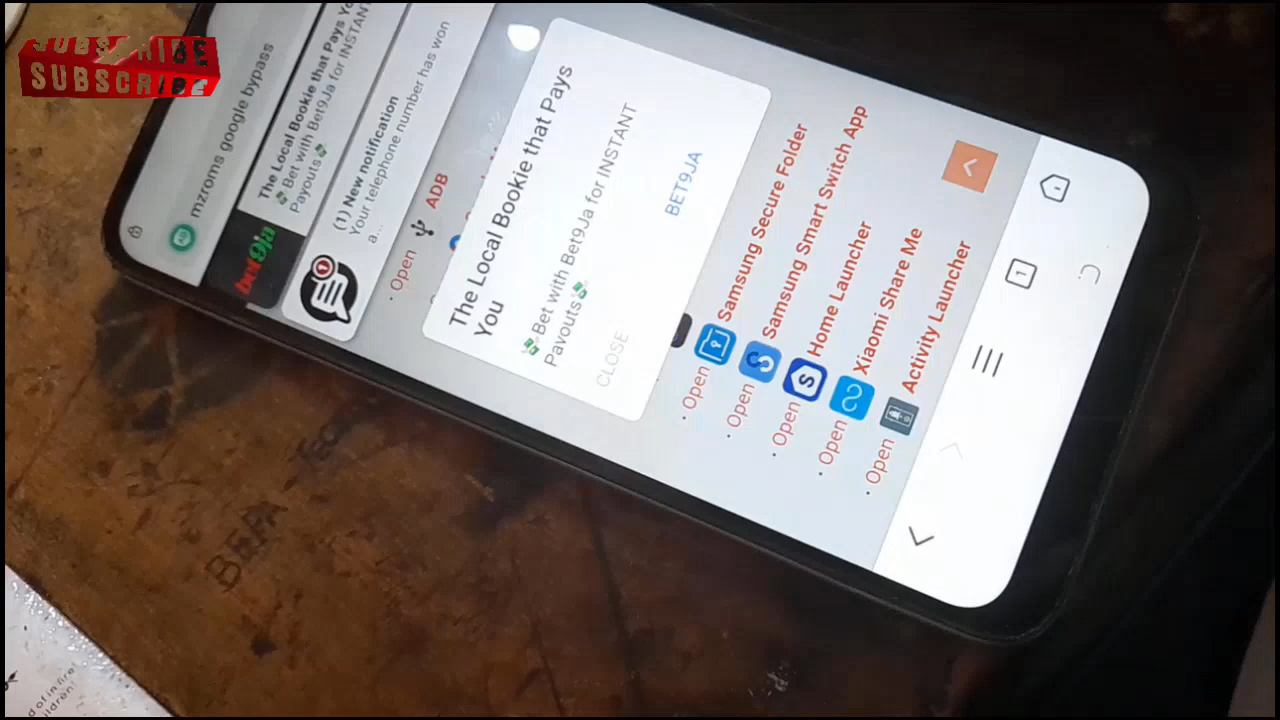 SUBSCRIBE
SUBSCRIBE
mzroms google bypass
bet9ja
The Local Bookie that Pays Yo
Bet with Bet9Ja for INSTANT
Payouts
(1) New notification
Your telephone number has won
a...
Open ADB
The Local Bookie that Pays
You
Bet with Bet9Ja for INSTANT
Payouts
CLOSE
BET9JA
Open Samsung Secure Folder
Open Samsung Smart Switch App
Open Home Launcher
Open Xiaomi Share Me
Open Activity Launcher
1
BEPA